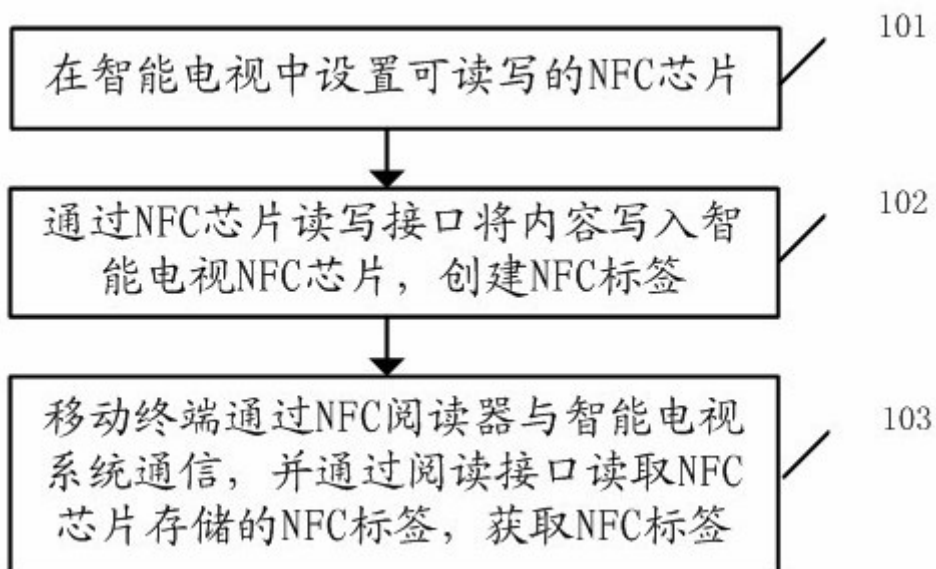 101
在智能电视中设置可读写的NFC芯片
102
通过NFC芯片读写接口将内容写入智
能电视NFC芯片，创建NFC标签
103
移动终端通过NFC阅读器与智能电视
系统通信，并通过阅读接口读取NFC
芯片存储的NFC标签，获取NFC标签